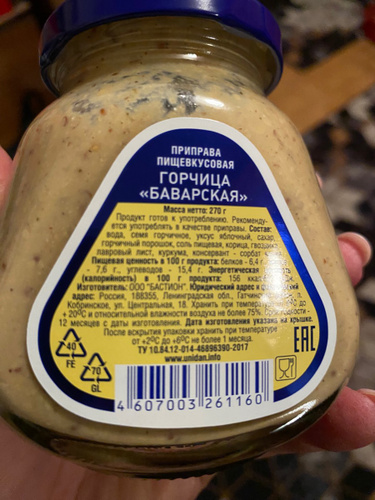 ПРИПРАВА
ПИЩЕВКУСОВАЯ
ГОРЧИЦА
«БАВАРСКАЯ»
Масса нетто: 270 г
Продукт готов к употреблению. Рекоменду-
ется употреблять в качестве приправы. Состав:
вода, семя горчичное, уксус яблочный, сахар,
горчичный порошок, соль пищевая, корица, гвозди
лавровый лист, куркума, консервант - сорбат
Пищевая ценность в 100 г продукта: белков - 6,4 г
- 7,6 г., углеводов - 15,4 г. Энергетическая
(калорийность) в 100 г продукта: 156 ккал
Изготовитель: ООО "БАСТИОН". Юридический адрес
адрес: Россия, 188355, Ленинградская обл., Гатчин
Кобринское, ул. Центральная, 18. Хранить при до
+20°С и относительной влажности воздуха не более 75%.
12 месяцев с даты изготовления. Дата изготовления указана на крышке.
После вскрытия упаковки хранить при температуре
от +2°С до +6°С не более 1 месяца.
ТУ 10.84.12-014-46896390-2017
www.unidan.info
EAC
40
FE
70
GL
4 607003 261160